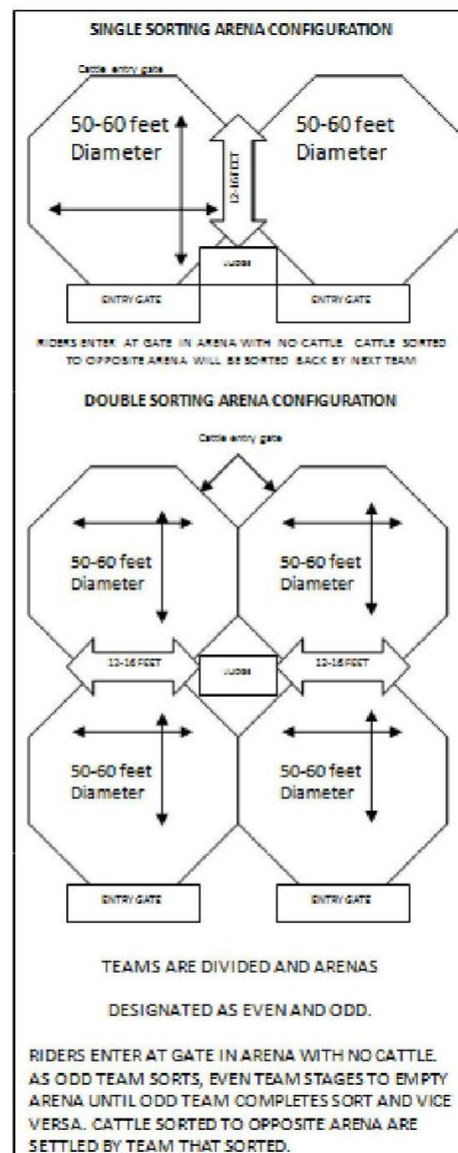 SINGLE SORTING ARENA CONFIGURATION
Cattle entry gate
50-60 feet
Diameter
50-60 feet
Diameter
12-16 FEET
JUDGE
ENTRY GATE
ENTRY GATE
RIDERS ENTER AT GATE IN ARENA WITH NO CATTLE. CATTLE SORTED
TO OPPOSITE ARENA WILL BE SORTED BACK BY NEXT TEAM
DOUBLE SORTING ARENA CONFIGURATION
Cattle entry gate
50-60 feet
Diameter
50-60 feet
Diameter
12-16 FEET
JUDGE
12-16 FEET
50-60 feet
Diameter
50-60 feet
Diameter
ENTRY GATE
ENTRY GATE
TEAMS ARE DIVIDED AND ARENAS
DESIGNATED AS EVEN AND ODD.
RIDERS ENTER AT GATE IN ARENA WITH NO CATTLE.
AS ODD TEAM SORTS, EVEN TEAM STAGES TO EMPTY
ARENA UNTIL ODD TEAM COMPLETES SORT AND VICE
VERSA. CATTLE SORTED TO OPPOSITE ARENA ARE
SETTLED BY TEAM THAT SORTED.